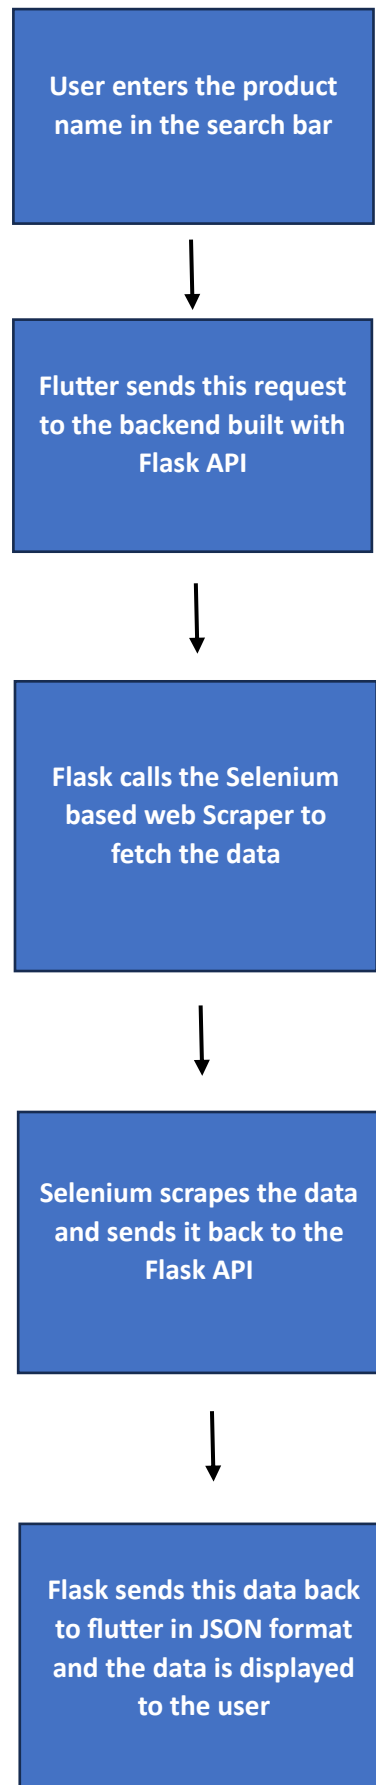 User enters the product
name in the search bar
Flutter sends this request
to the backend built with
Flask API
Flask calls the Selenium
based web Scraper to
fetch the data
Selenium scrapes the data
and sends it back to the
Flask API
Flask sends this data back
to flutter in JSON format
and the data is displayed
to the user